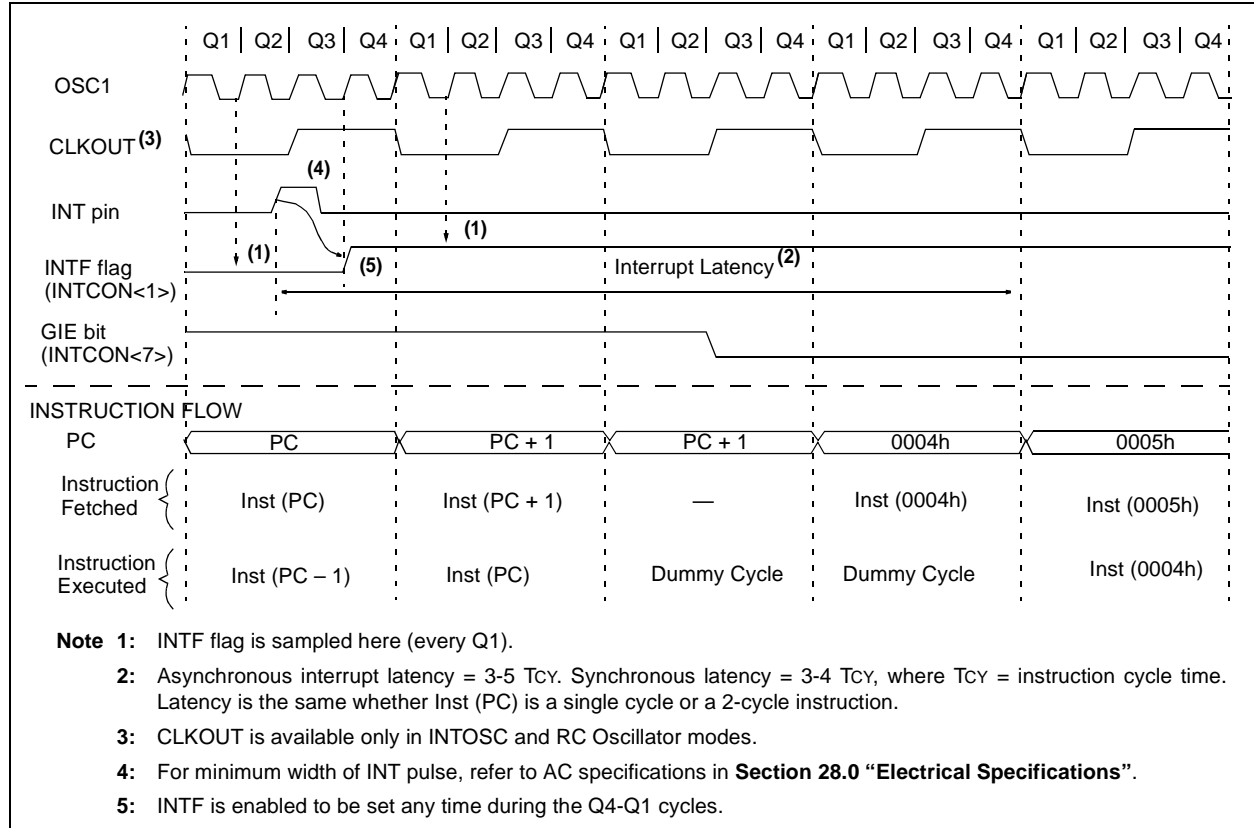 Q1 Q2 Q3 Q4 Q1 Q2 Q3 Q4 Q1 Q2 Q3 Q4 Q1 Q2 Q3 Q4 Q1 Q2 Q3 Q4
OSC1
CLKOUT (3)
(4)
INT pin
(1)
(1)
(5)
INTF flag
(INTCON<1>)
Interrupt Latency (2)
GIE bit
(INTCON<7>)
INSTRUCTION FLOW
PC PC PC + 1 PC + 1 0004h 0005h
Instruction
Fetched
Inst (PC) Inst (PC + 1) — Inst (0004h) Inst (0005h)
Instruction
Executed
Inst (PC – 1) Inst (PC) Dummy Cycle Dummy Cycle Inst (0004h)
Note 1: INTF flag is sampled here (every Q1).
2: Asynchronous interrupt latency = 3-5 TCY. Synchronous latency = 3-4 TCY, where TCY = instruction cycle time.
Latency is the same whether Inst (PC) is a single cycle or a 2-cycle instruction.
3: CLKOUT is available only in INTOSC and RC Oscillator modes.
4: For minimum width of INT pulse, refer to AC specifications in Section 28.0 “Electrical Specifications”.
5: INTF is enabled to be set any time during the Q4-Q1 cycles.